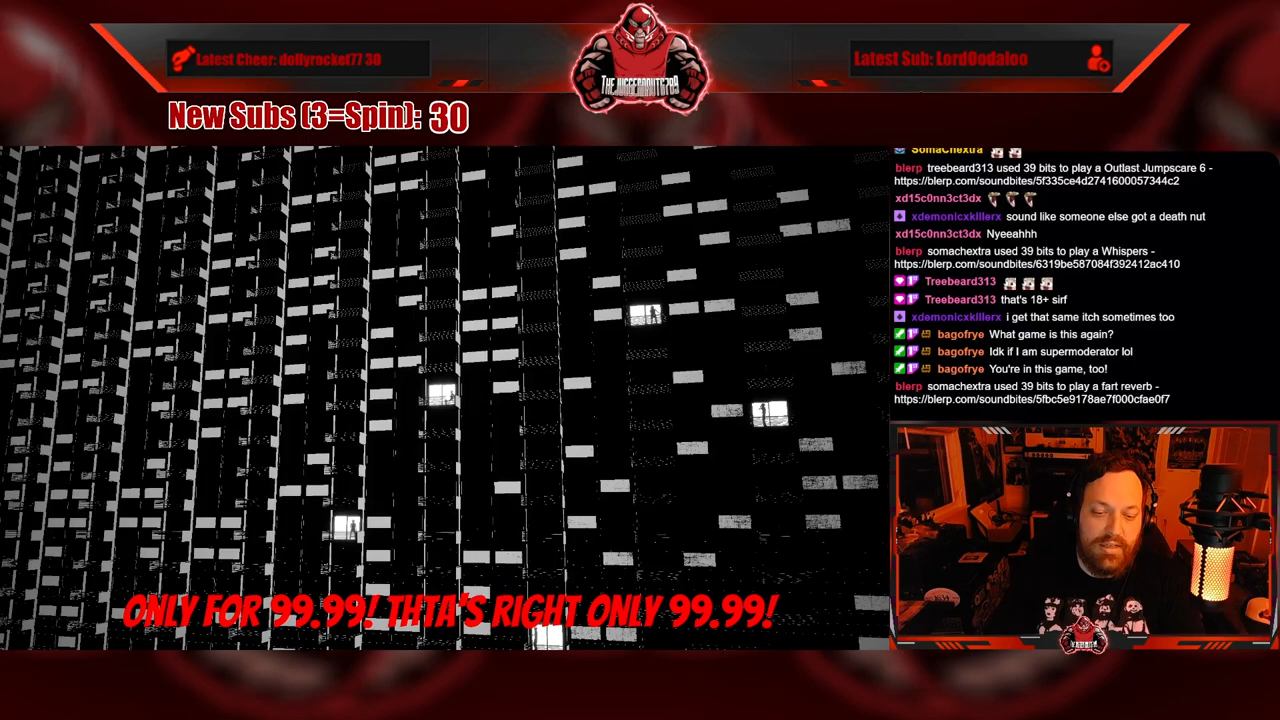 Latest Cheer: dollyrocket77 30
THEJUGGERNAUT6789
Latest Sub: LordOodaloo
New Subs (3=Spin): 30
SomaChextra
blerp treebeard313 used 39 bits to play a Outlast Jumpscare 6 -
https://blerp.com/soundbites/5f335ce4d2741600057344c2
xd15c0nn3ct3dx
xdemonicxkillerx sound like someone else got a death nut
xd15c0nn3ct3dx Nyeeahhh
blerp somachextra used 39 bits to play a Whispers -
https://blerp.com/soundbites/6319be587084f392412ac410
Treebeard313
Treebeard313 that's 18+ sirf
xdemonicxkillerx i get that same itch sometimes too
bagofrye What game is this again?
bagofrye Idk if I am supermoderator lol
bagofrye You're in this game, too!
blerp somachextra used 39 bits to play a fart reverb -
https://blerp.com/soundbites/5fbc5e9178ae7f000cfae0f7
ONLY FOR 99.99! THTA'S RIGHT ONLY 99.99!